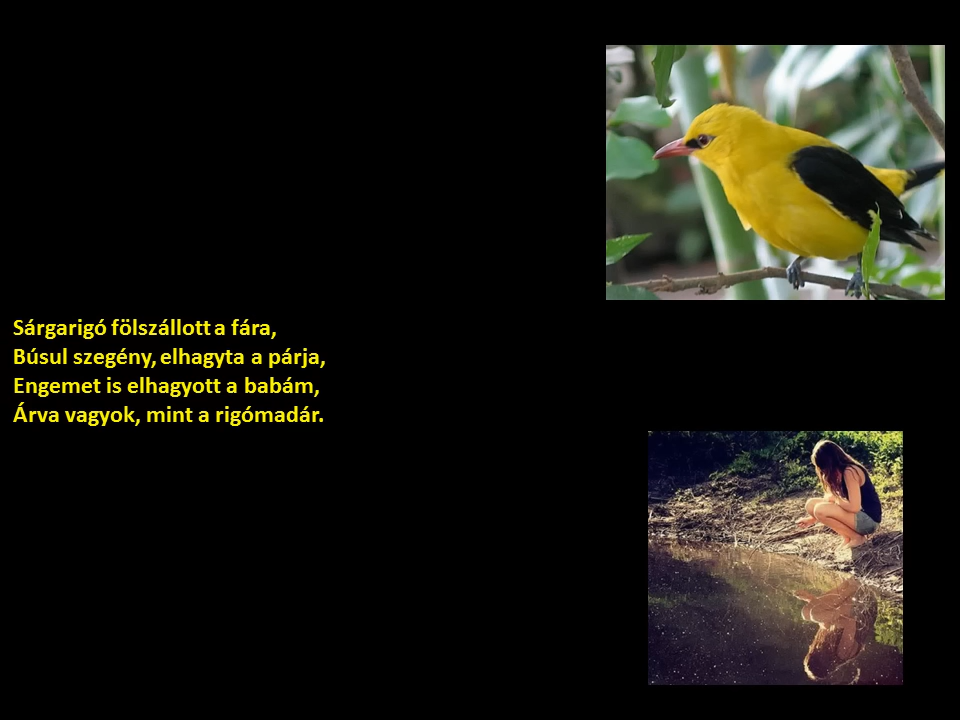 Sárgarigó fölszállott a fára,
Búsul szegény, elhagyta a párja,
Engemet is elhagyott a babám,
Árva vagyok, mint a rigómadár.